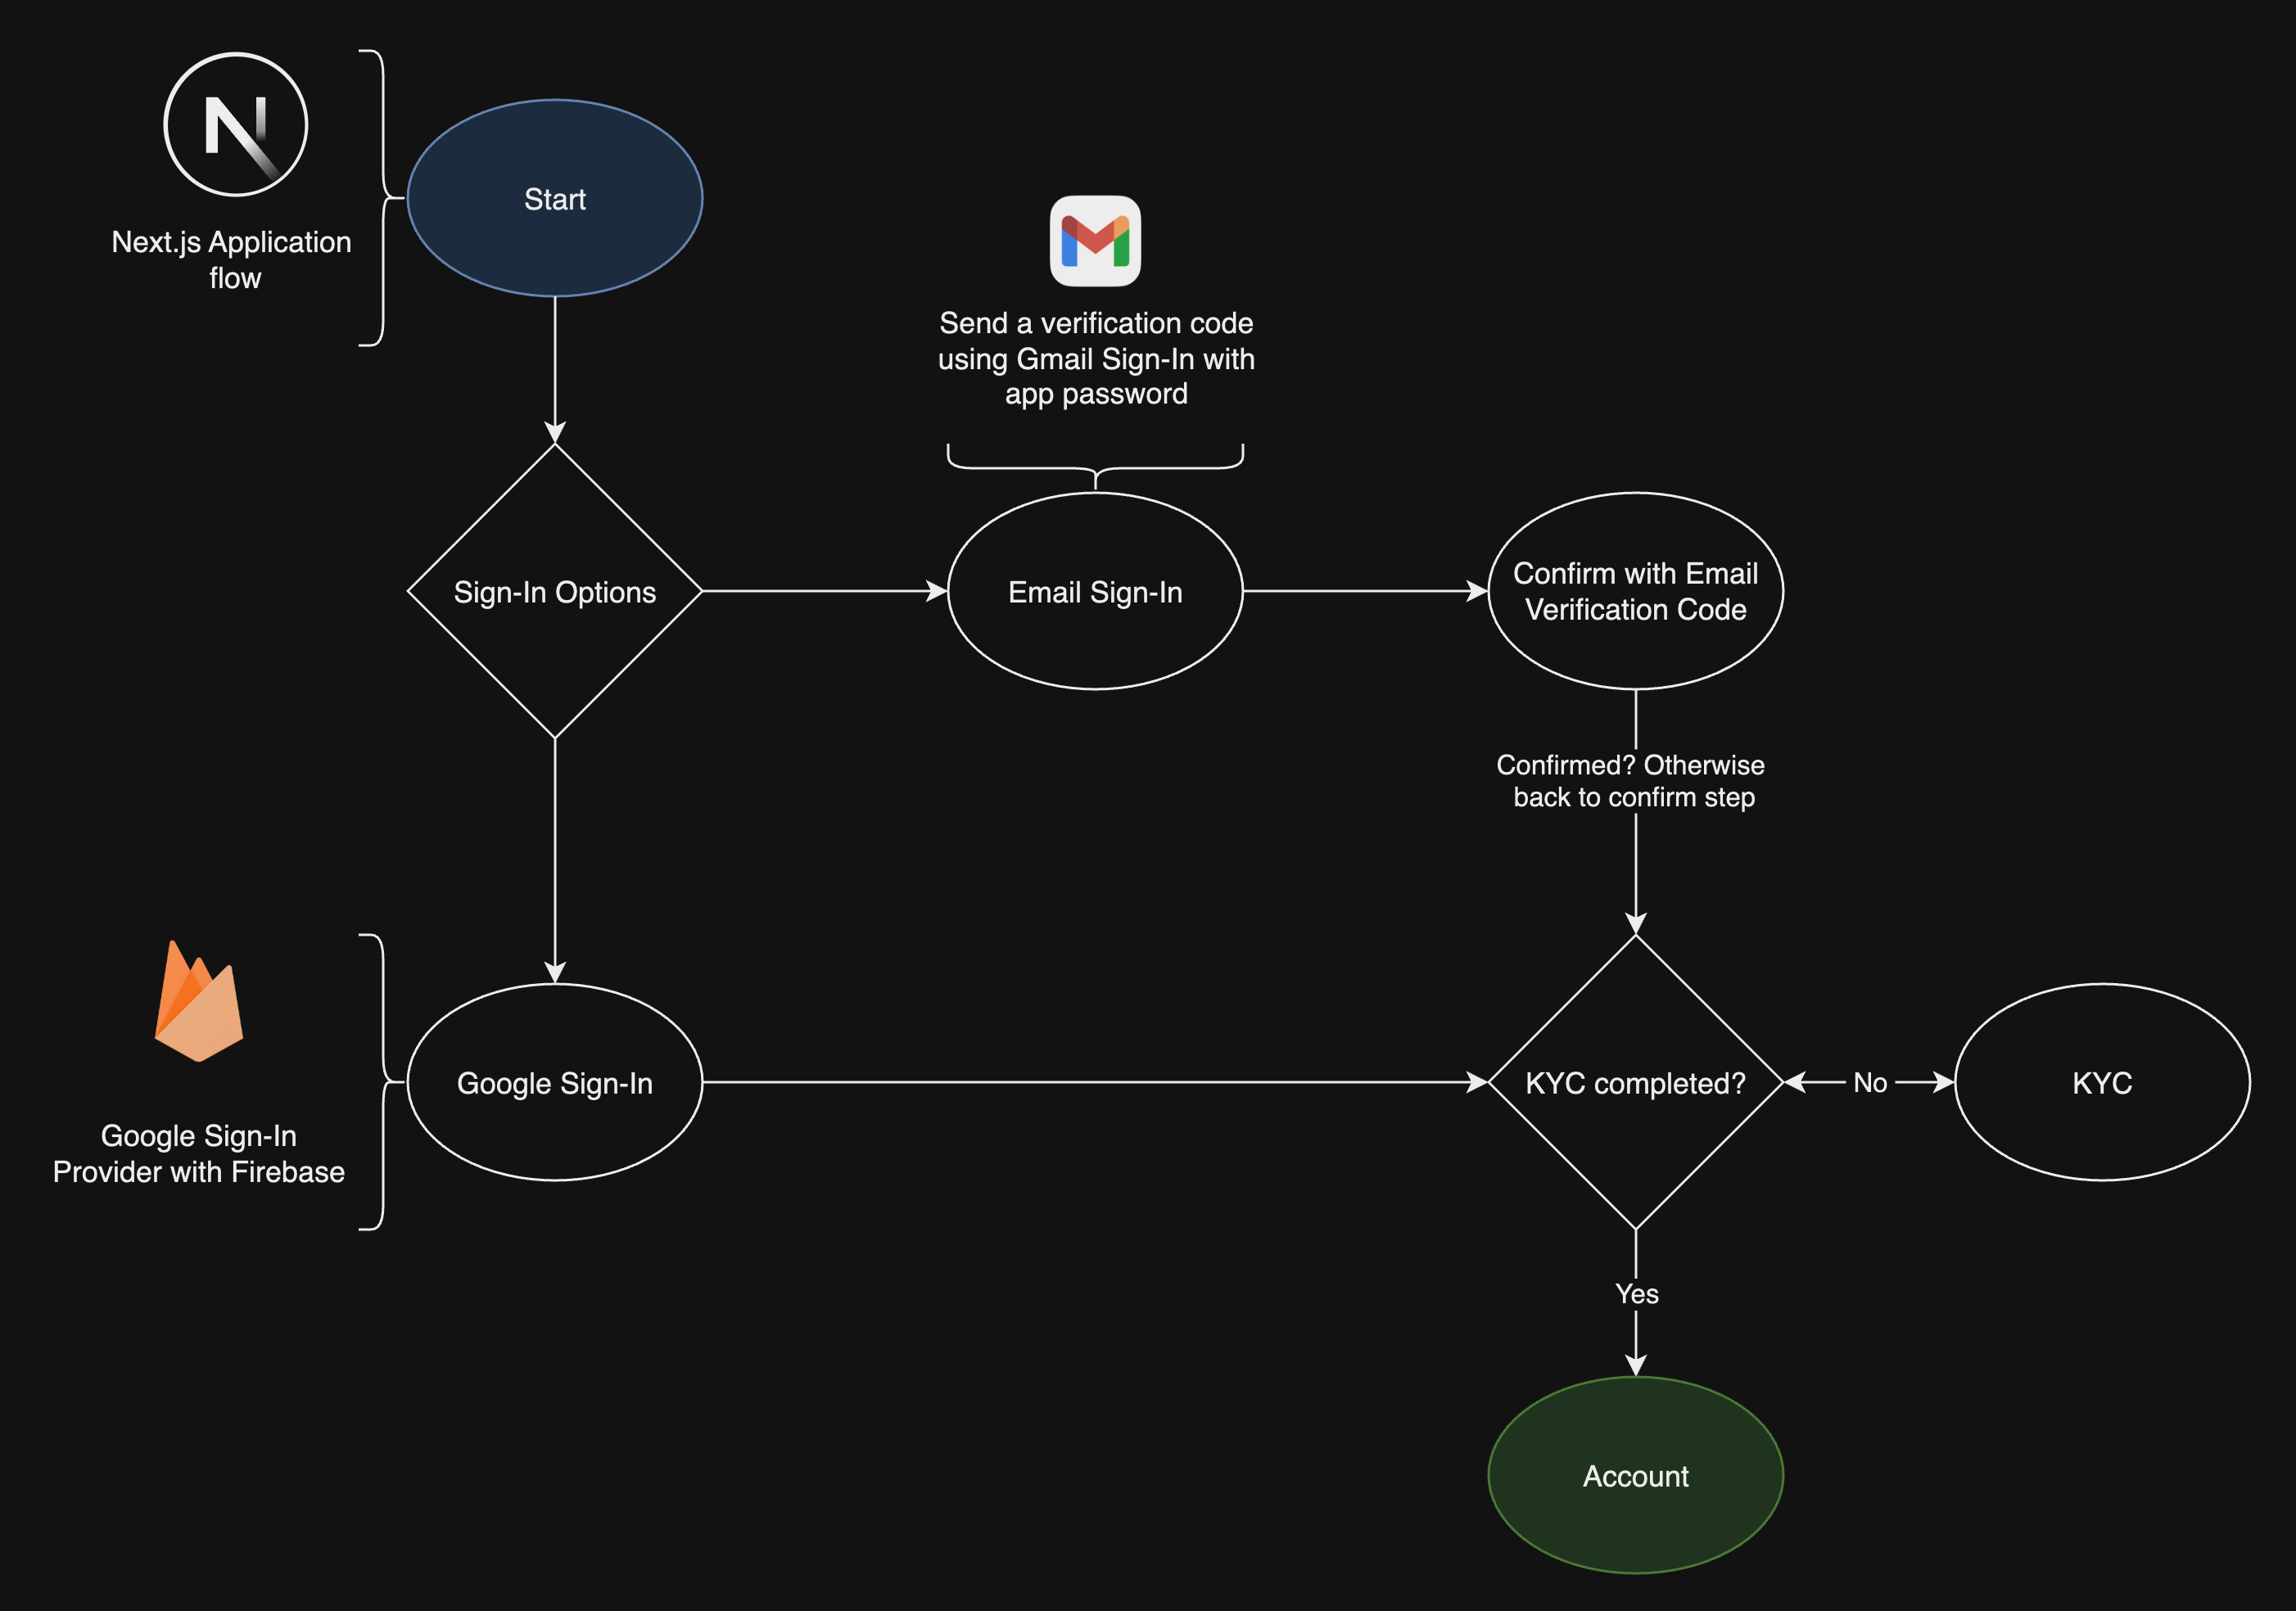 Next.js Application
flow
Start
Send a verification code
using Gmail Sign-In with
app password
Sign-In Options
Email Sign-In
Confirm with Email
Verification Code
Confirmed? Otherwise
back to confirm step
Google Sign-In
Provider with Firebase
Google Sign-In
KYC completed?
No
KYC
Yes
Account